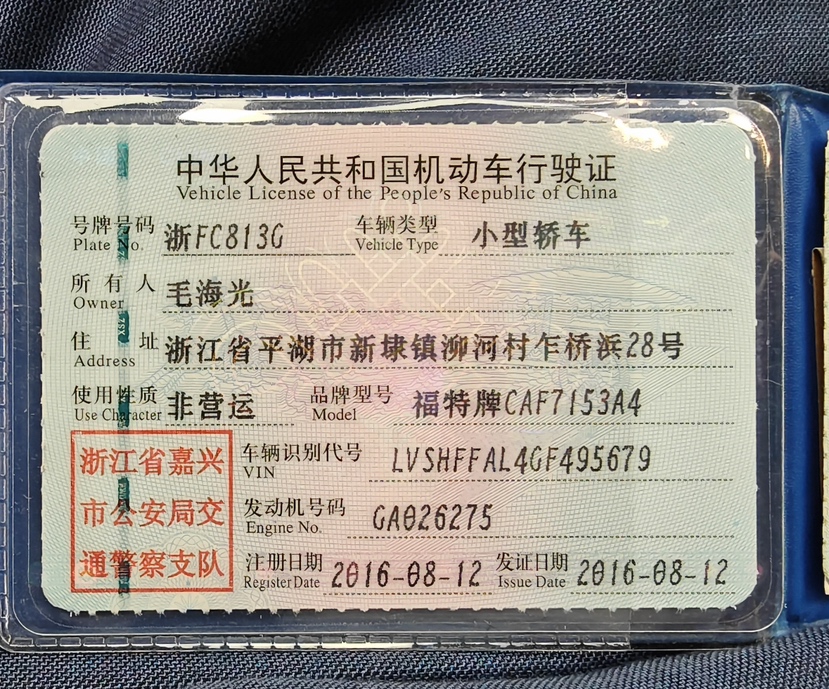 中华人民共和国机动车行驶证
Vehicle License of the People's Republic of China
号牌号码 浙FC813G 车辆类型 小型轿车
Plate No. Vehicle Type
所有人 毛海光
Owner
住址 浙江省平湖市新埭镇泖河村乍桥浜28号
Address
使用性质 非营运 品牌型号 福特牌CAF7153A4
Use Character Model
浙江省嘉兴 车辆识别代号 LVSHFFAL4GF495679
VIN
市公安局交 发动机号码 GA026275
Engine No.
通警察支队 注册日期 2016-08-12 发证日期 2016-08-12
Register Date Issue Date